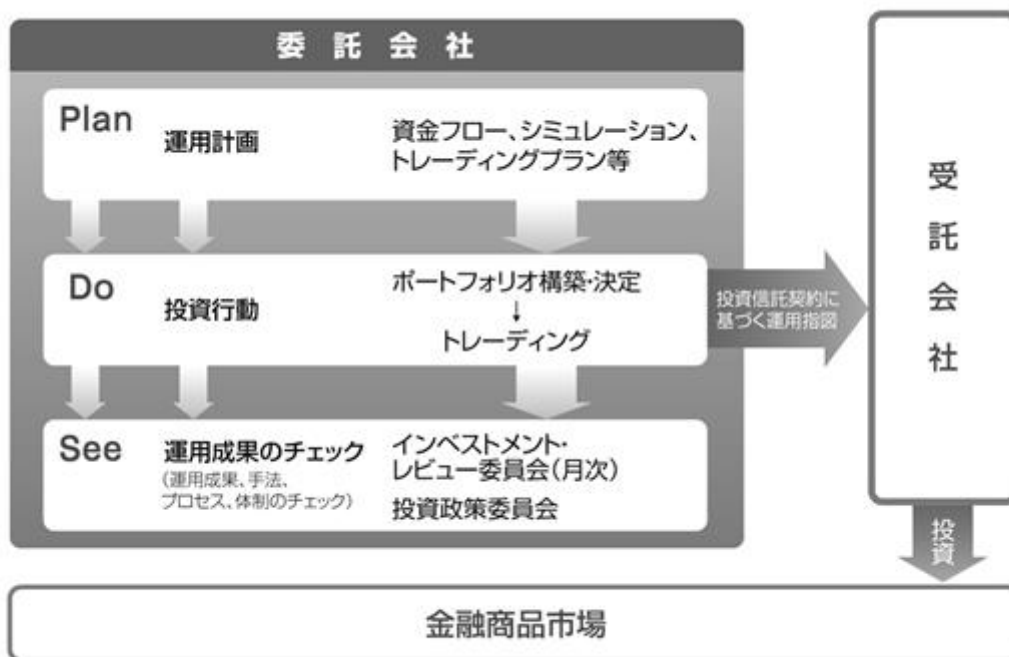 委託会社
Plan
運用計画
資金フロー、シミュレーション、
トレーディングプラン等
Do
投資行動
ポートフォリオ構築・決定
↓
トレーディング
投資信託契約に
基づく運用指図
See
運用成果のチェック
(運用成果、手法、
プロセス、体制のチェック)
インベストメント・
レビュー委員会(月次)
投資政策委員会
受託会社
投資
金融商品市場